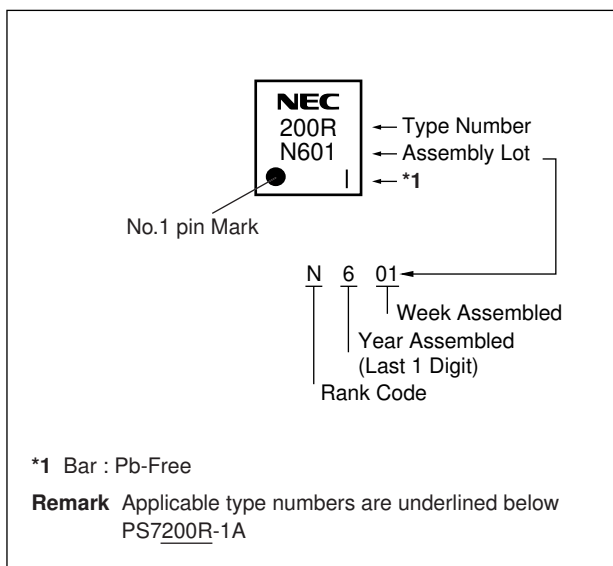 NEC
200R ← Type Number
N601 ← Assembly Lot
| ← *1
No.1 pin Mark
N 6 01
Week Assembled
Year Assembled
(Last 1 Digit)
Rank Code
*1 Bar : Pb-Free
Remark Applicable type numbers are underlined below
PS7200R-1A